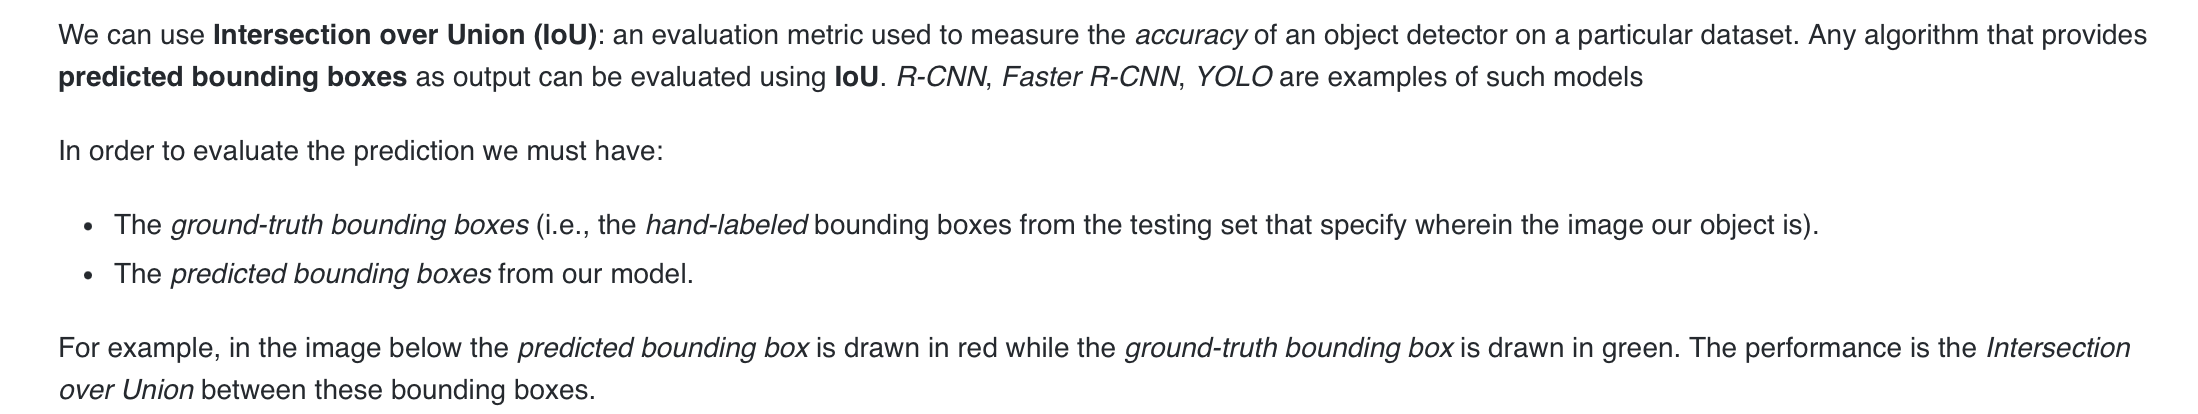 We can use Intersection over Union (IoU): an evaluation metric used to measure the accuracy of an object detector on a particular dataset. Any algorithm that provides
predicted bounding boxes as output can be evaluated using IoU. R-CNN, Faster R-CNN, YOLO are examples of such models
In order to evaluate the prediction we must have:
• The ground-truth bounding boxes (i.e., the hand-labeled bounding boxes from the testing set that specify wherein the image our object is).
• The predicted bounding boxes from our model.
For example, in the image below the predicted bounding box is drawn in red while the ground-truth bounding box is drawn in green. The performance is the Intersection
over Union between these bounding boxes.